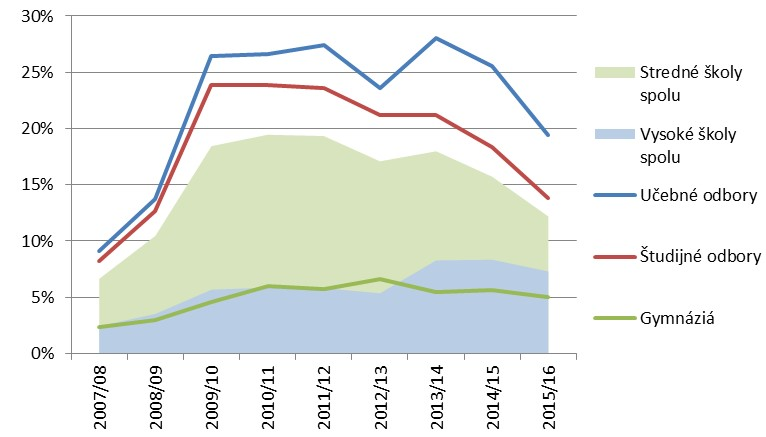 30%
25%
20%
15%
10%
5%
0%
2007/08
2008/09
2009/10
2010/11
2011/12
2012/13
2013/14
2014/15
2015/16
Stredné školy
spolu
Vysoké školy
spolu
Učebné odbory
Študijné odbory
Gymnáziá